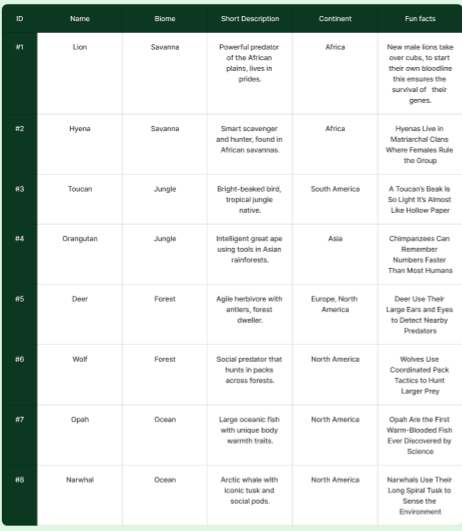 ID Name Biome Short Description Continent Fun facts
#1 Lion Savanna Powerful predator of the African plains, lives in prides. Africa New male lions take over cubs, to start their own bloodline this ensures the survival of their genes.
#2 Hyena Savanna Smart scavenger and hunter, found in African savannas. Africa Hyenas Live in Matriarchal Clans Where Females Rule the Group
#3 Toucan Jungle Bright-beaked bird, tropical jungle native. South America A Toucan's Beak Is So Light It's Almost Like Hollow Paper
#4 Orangutan Jungle Intelligent great ape using tools in Asian rainforests. Asia Chimpanzees Can Remember Numbers Faster Than Most Humans
#5 Deer Forest Agile herbivore with antlers, forest dweller. Europe, North America Deer Use Their Large Ears and Eyes to Detect Nearby Predators
#6 Wolf Forest Social predator that hunts in packs across forests. North America Wolves Use Coordinated Pack Tactics to Hunt Larger Prey
#7 Opah Ocean Large oceanic fish with unique body warmth traits. North America Opah Are the First Warm-Blooded Fish Ever Discovered by Science
#8 Narwhal Ocean Arctic whale with iconic tusk and social pods. North America Narwhals Use Their Long Spiral Tusk to Sense the Environment